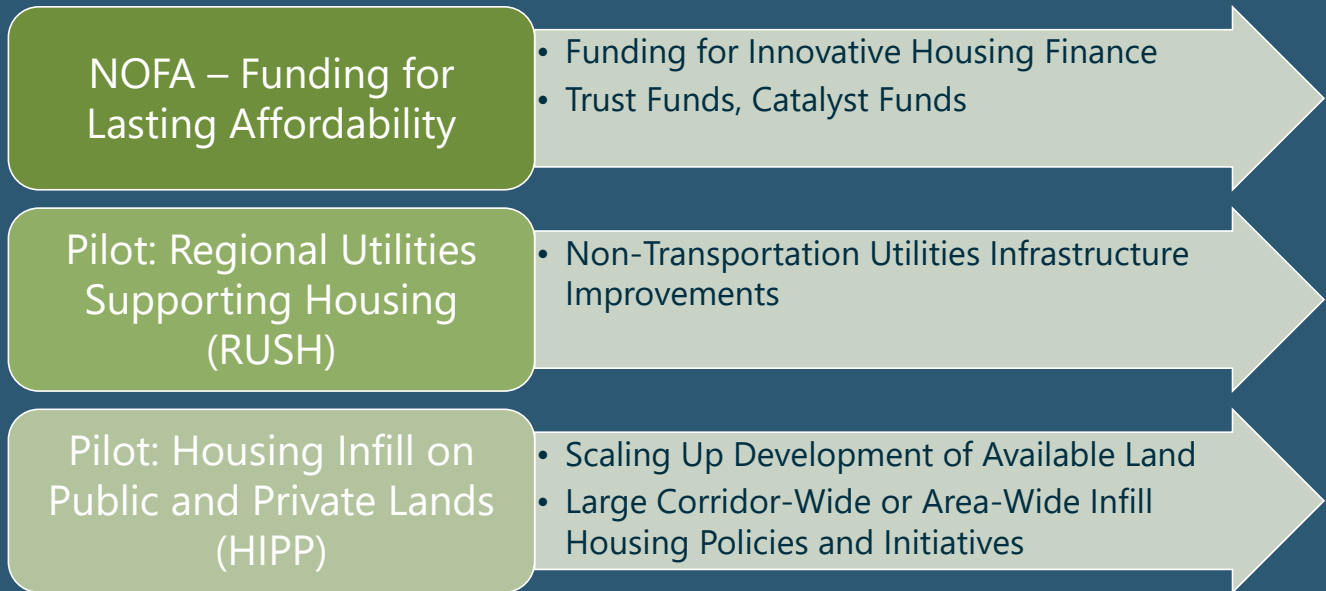 NOFA – Funding for
Lasting Affordability
• Funding for Innovative Housing Finance
• Trust Funds, Catalyst Funds
Pilot: Regional Utilities
Supporting Housing
(RUSH)
• Non-Transportation Utilities Infrastructure
Improvements
Pilot: Housing Infill on
Public and Private Lands
(HIPP)
• Scaling Up Development of Available Land
• Large Corridor-Wide or Area-Wide Infill
Housing Policies and Initiatives